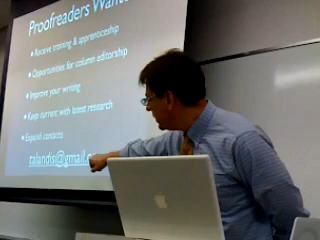 Proofreaders Wante
• Receive training & apprenticeship
• Opportunities for column editorship
• Improve your writing
• Keep current with latest research
• Expand contacts
talandis@gmail.c